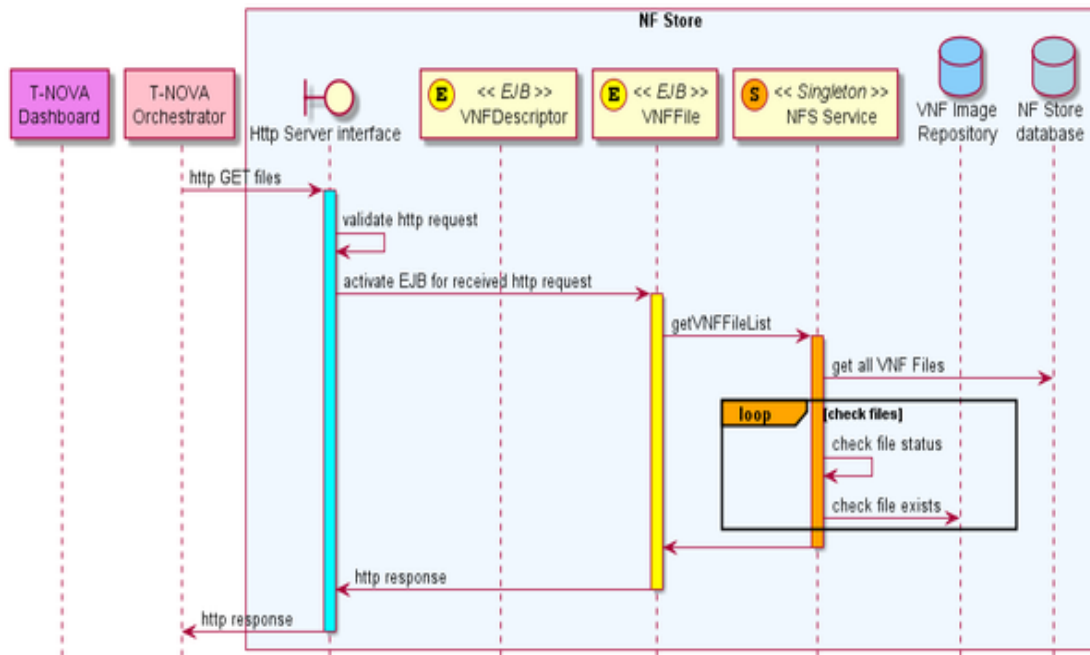 NF Store
T-NOVA
Dashboard
T-NOVA
Orchestrator
Http Server interface
E
<< EJB >>
VNFDescriptor
E
<< EJB >>
VNFFile
S
<< Singleton >>
NFS Service
VNF Image
Repository
NF Store
database
http GET files
validate http request
activate EJB for received http request
getVNFFileList
get all VNF Files
loop
[check files]
check file status
check file exists
http response
http response